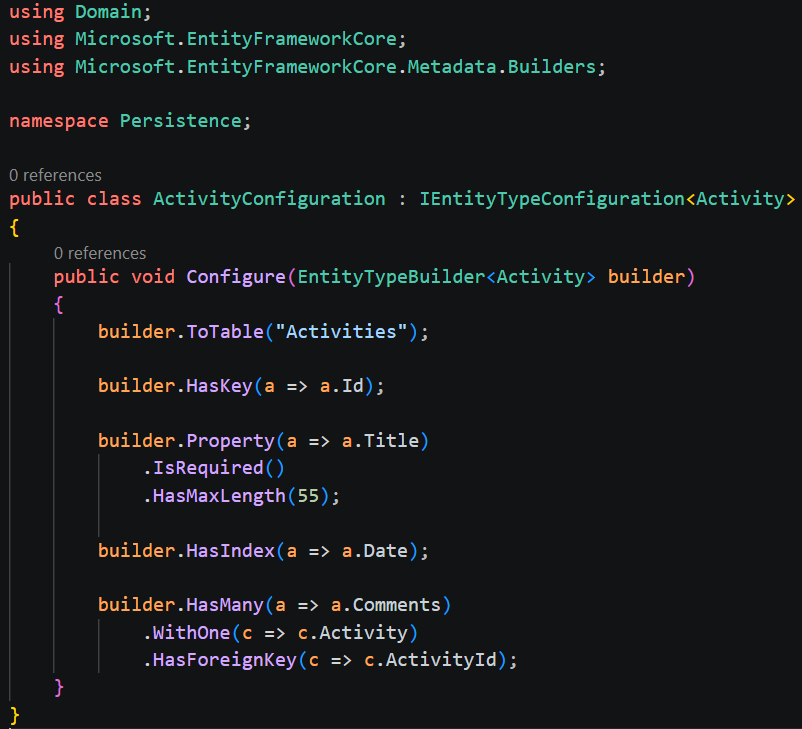 using Domain;
using Microsoft.EntityFrameworkCore;
using Microsoft.EntityFrameworkCore.Metadata.Builders;

namespace Persistence;

0 references
public class ActivityConfiguration : IEntityTypeConfiguration<Activity>
{
    0 references
    public void Configure(EntityTypeBuilder<Activity> builder)
    {
        builder.ToTable("Activities");

        builder.HasKey(a => a.Id);

        builder.Property(a => a.Title)
            .IsRequired()
            .HasMaxLength(55);

        builder.HasIndex(a => a.Date);

        builder.HasMany(a => a.Comments)
            .WithOne(c => c.Activity)
            .HasForeignKey(c => c.ActivityId);
    }
}